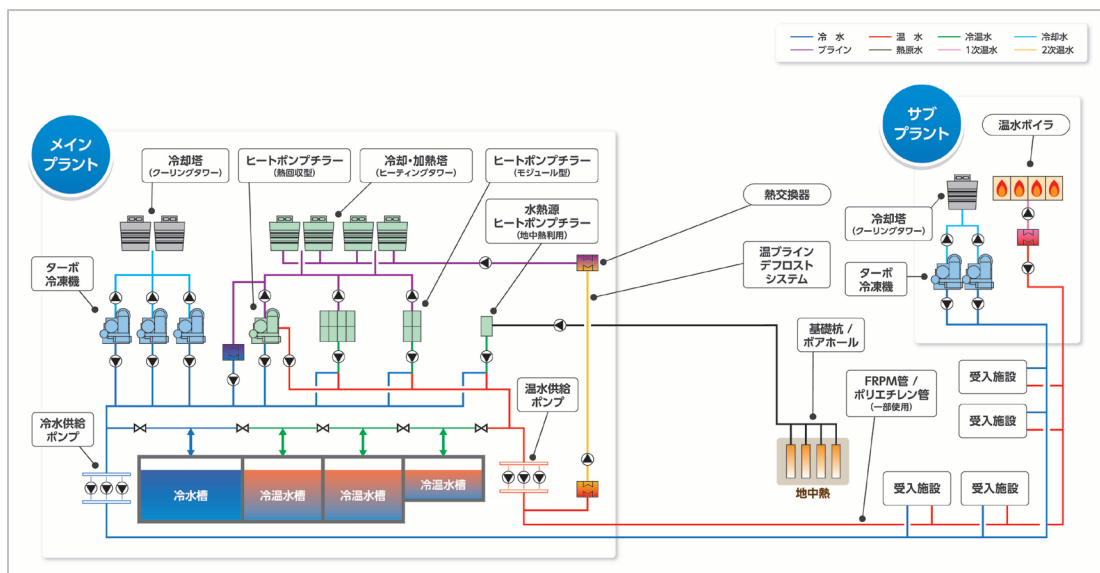 冷 水
温 水
冷温水
冷却水
ブライン
熱原水
1次温水
2次温水
メイン
プラント
冷却塔
(クーリングタワー)
ヒートポンプチラー
(熱回収型)
冷却・加熱塔
(ヒーティングタワー)
ヒートポンプチラー
(モジュール型)
水熱源
ヒートポンプチラー
(地中熱利用)
熱交換器
温ブライン
デフロスト
システム
ターボ
冷凍機
サブ
プラント
温水ボイラ
冷却塔
(クーリングタワー)
ターボ
冷凍機
基礎杭 /
ボアホール
FRPM管 /
ポリエチレン管
(一部使用)
受入施設
受入施設
冷水供給
ポンプ
温水供給
ポンプ
冷水槽
冷温水槽
冷温水槽
冷温水槽
地中熱
受入施設
受入施設